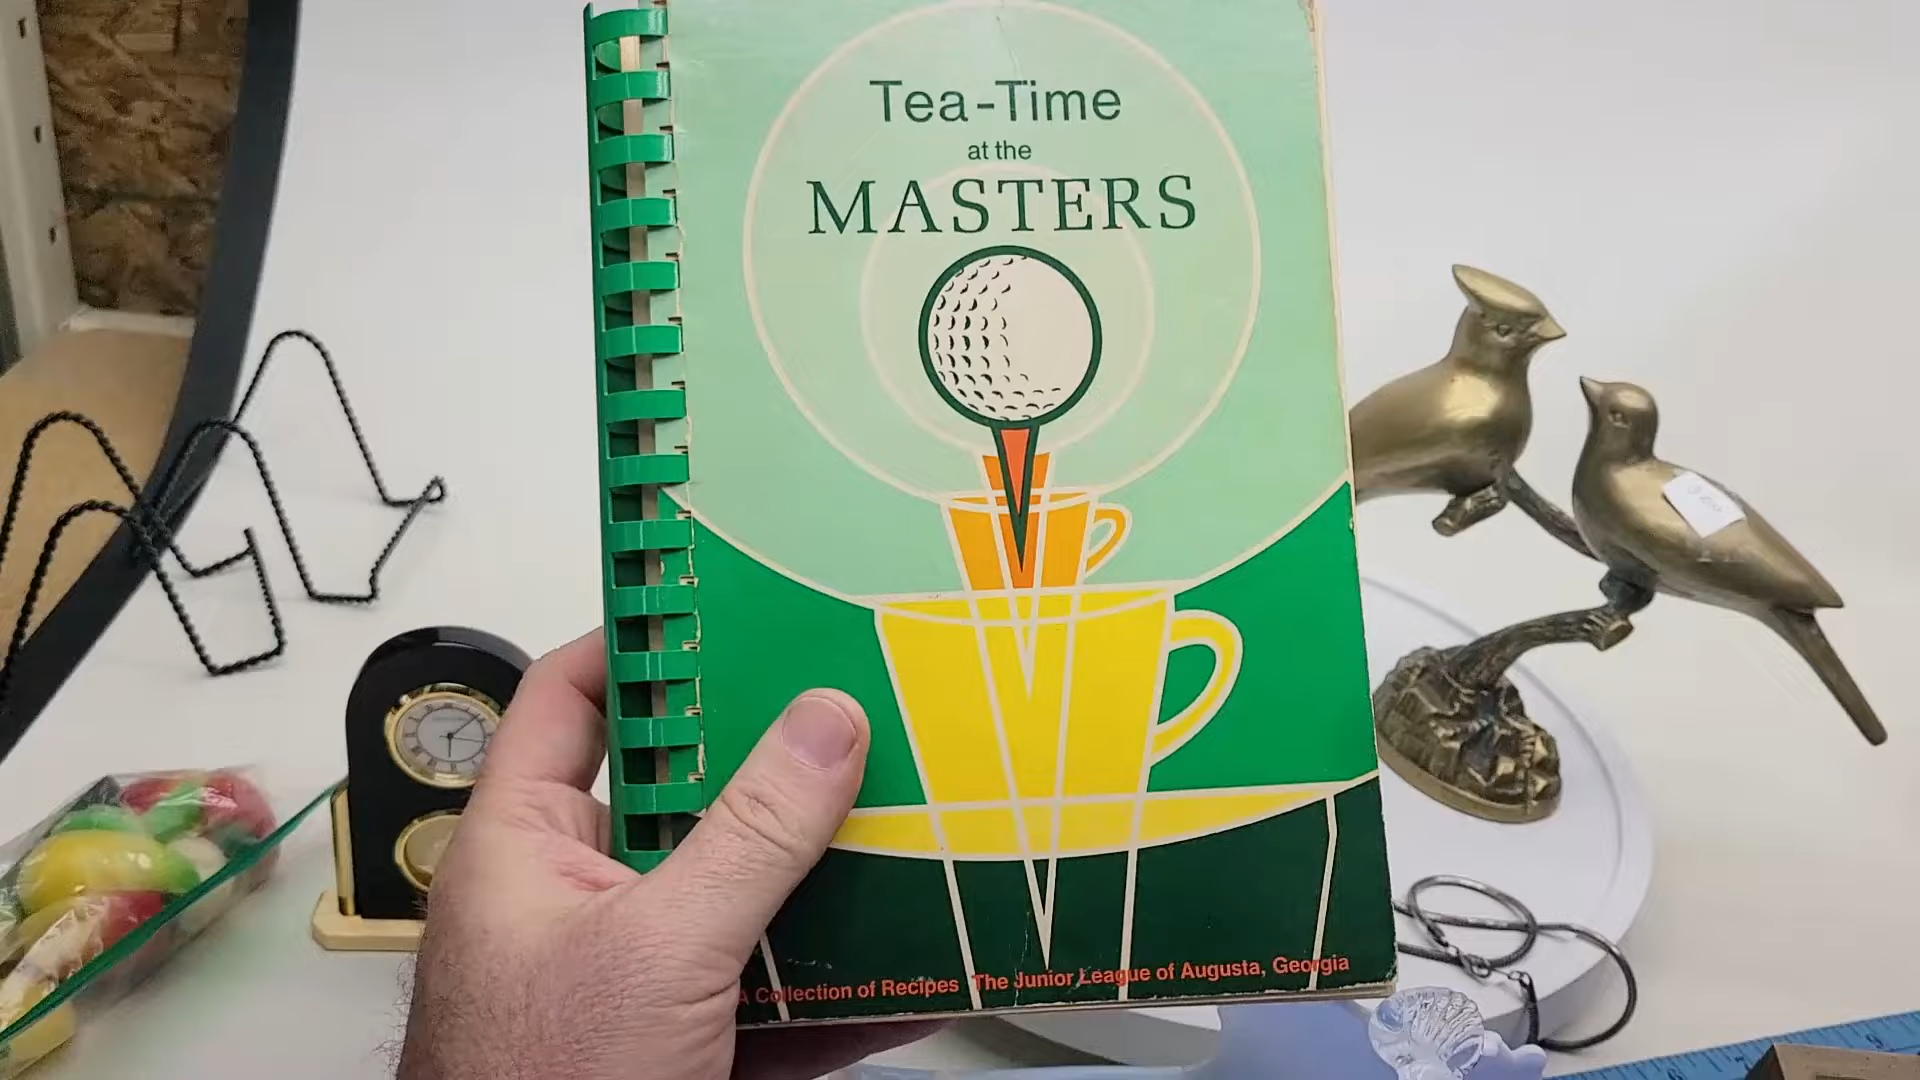 Tea-Time
at the
MASTERS
A Collection of Recipes The Junior League of Augusta, Georgia